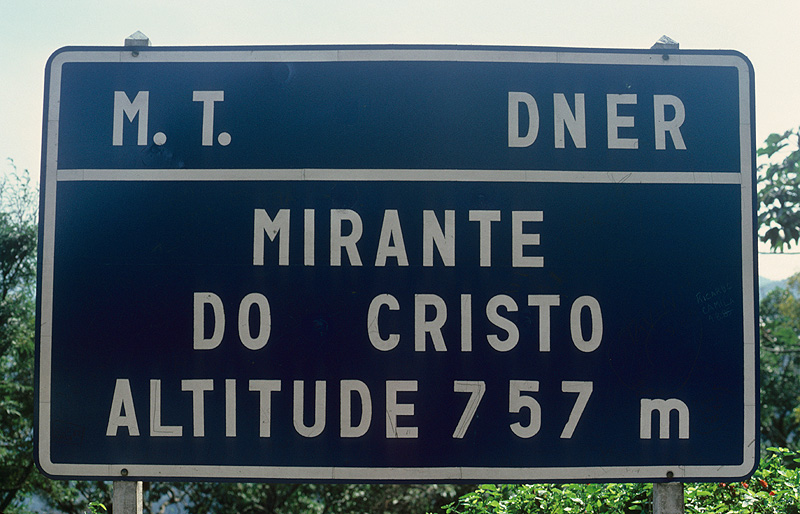 M. T. DNER
MIRANTE
DO CRISTO
ALTITUDE 757 m